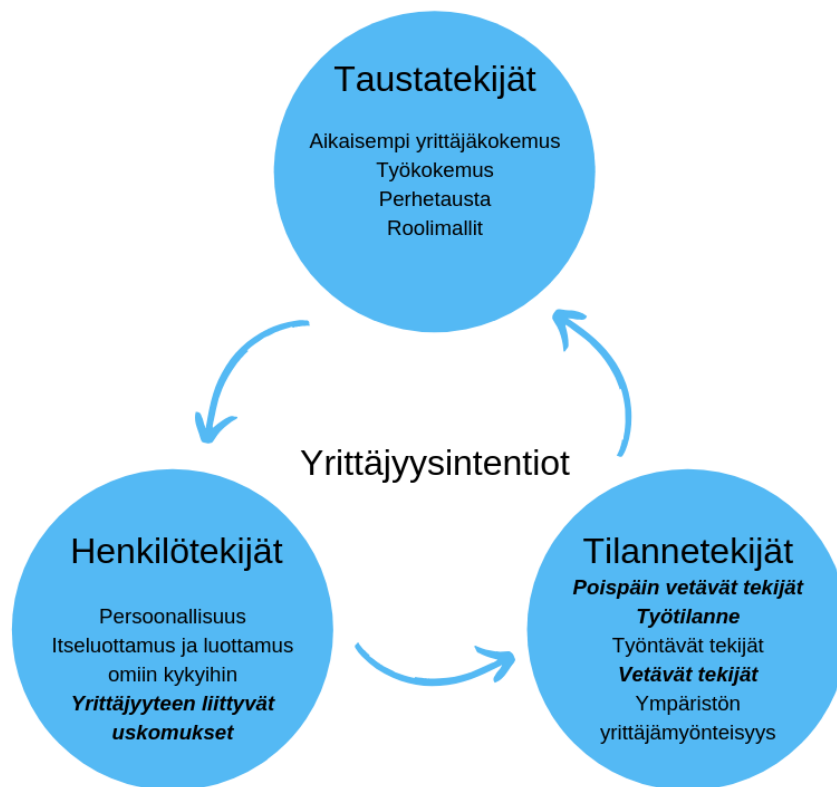 Taustatekijät
Aikaisempi yrittäjäkokemus
Työkokemus
Perhetausta
Roolimallit
Yrittäjyysintentiot
Henkilötekijät
Persoonallisuus
Itseluottamus ja luottamus
omiin kykyihin
Yrittäjyyteen liittyvät
uskomukset
Tilannetekijät
Poispäin vetävät tekijät
Työtilanne
Työntävät tekijät
Vetävät tekijät
Ympäristön
yrittäjämyönteisyys